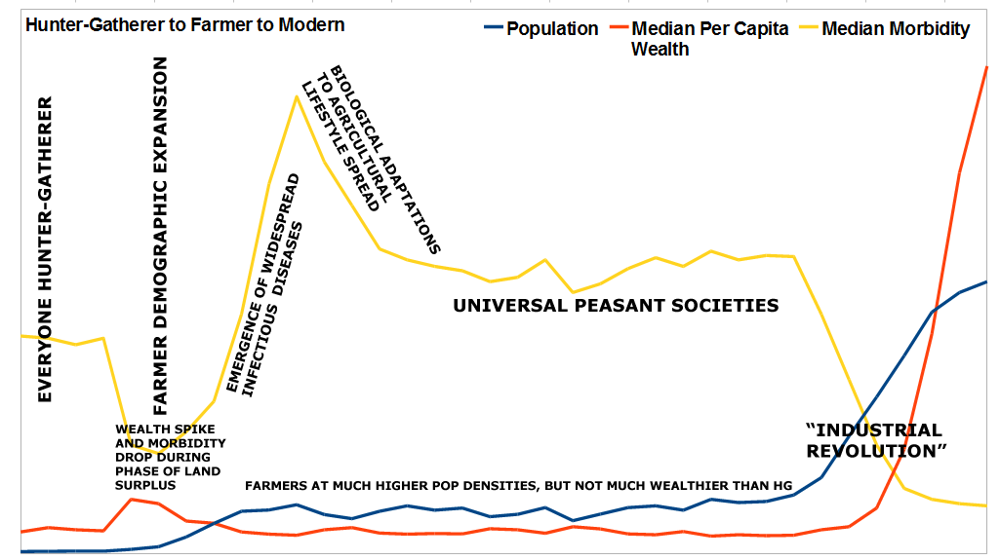 Hunter-Gatherer to Farmer to Modern
Population
Median Per Capita
Wealth
Median Morbidity
EVERYONE HUNTER-GATHERER
FARMER DEMOGRAPHIC EXPANSION
EMERGENCE OF WIDESPREAD
INFECTIOUS DISEASES
BIOLOGICAL ADAPTATIONS
TO AGRICULTURAL
LIFESTYLE SPREAD
UNIVERSAL PEASANT SOCIETIES
WEALTH SPIKE
AND MORBIDITY
DROP DURING
PHASE OF LAND
SURPLUS
“INDUSTRIAL
REVOLUTION”
FARMERS AT MUCH HIGHER POP DENSITIES, BUT NOT MUCH WEALTHIER THAN HG